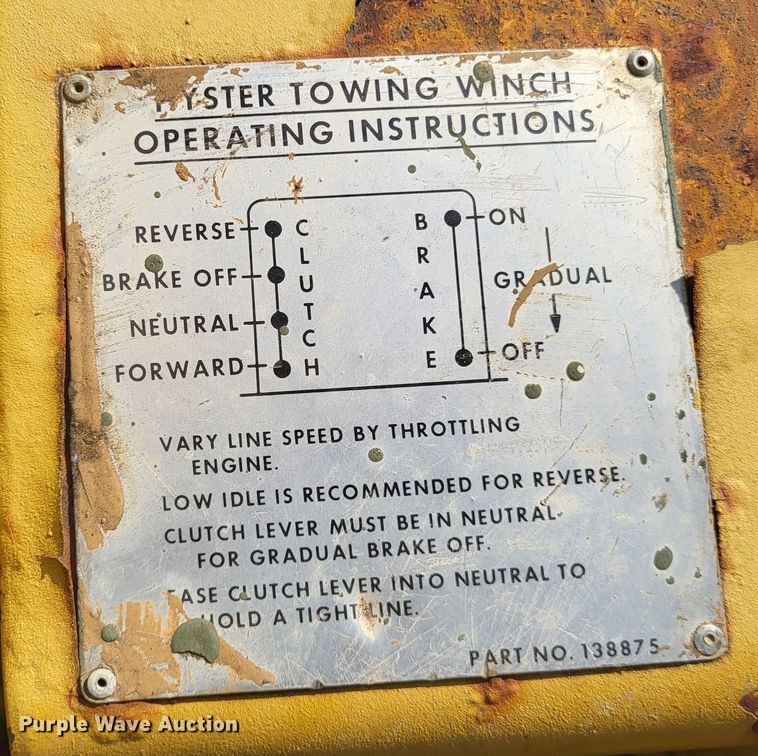 HYSTER TOWING WINCH
OPERATING INSTRUCTIONS
REVERSE
BRAKE OFF
NEUTRAL
FORWARD
CLUTCH
BRAKE
ON
GRADUAL
OFF
VARY LINE SPEED BY THROTTLING
ENGINE.
LOW IDLE IS RECOMMENDED FOR REVERSE.
CLUTCH LEVER MUST BE IN NEUTRAL
FOR GRADUAL BRAKE OFF.
EASE CLUTCH LEVER INTO NEUTRAL TO
HOLD A TIGHT LINE.
PART NO. 138875
Purple Wave Auction